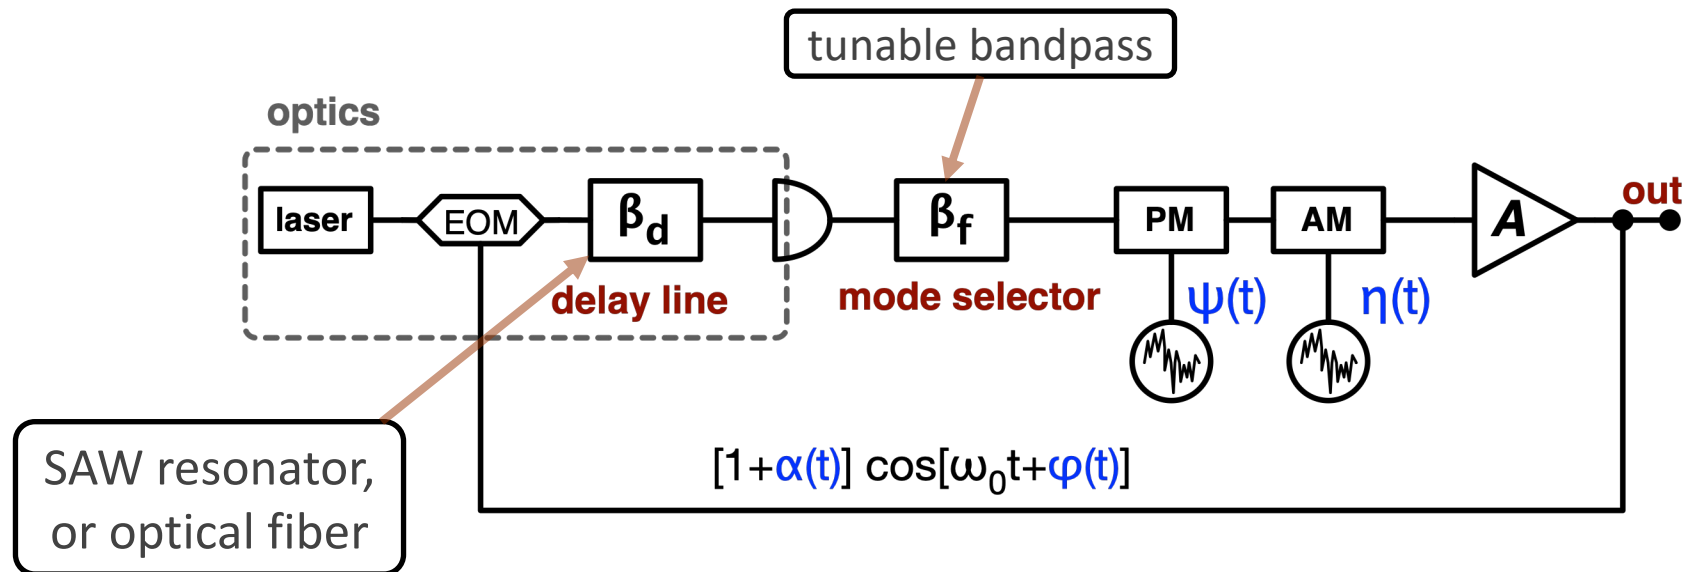 tunable bandpass
optics
laser
EOM
βd
βf
PM
AM
A
out
delay line
mode selector
ψ(t)
η(t)
SAW resonator,
or optical fiber
[1+α(t)] cos[ω₀t+φ(t)]